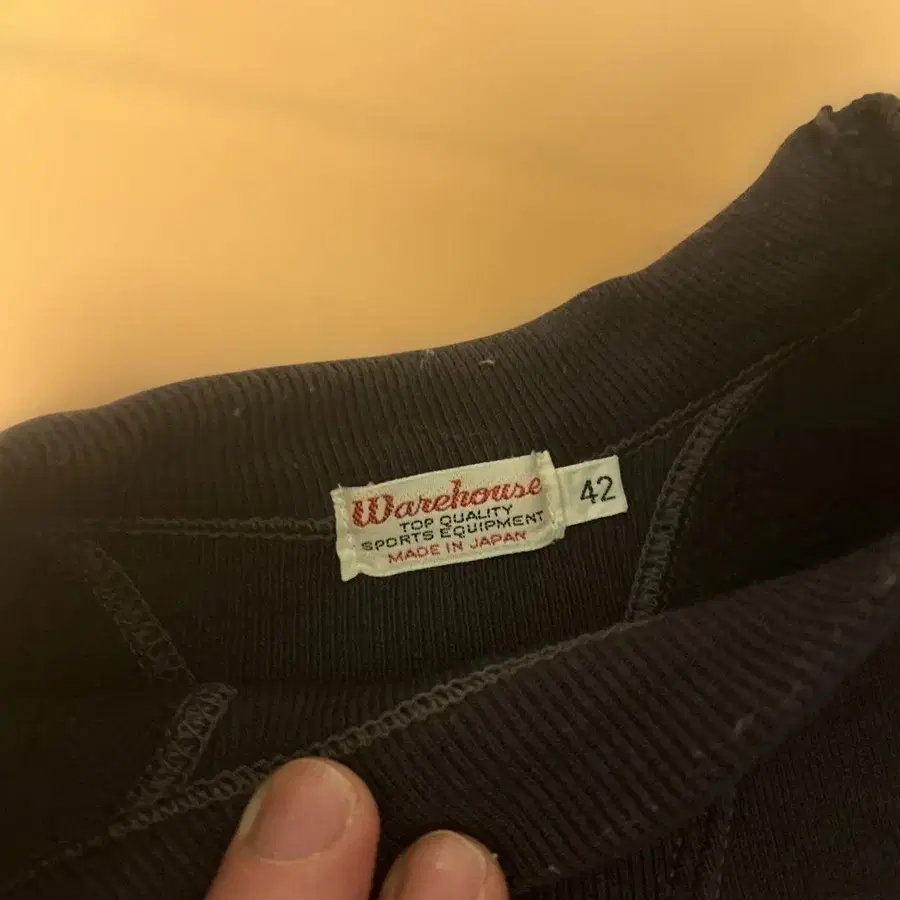 Warehouse
TOP QUALITY
SPORTS EQUIPMENT
MADE IN JAPAN
42